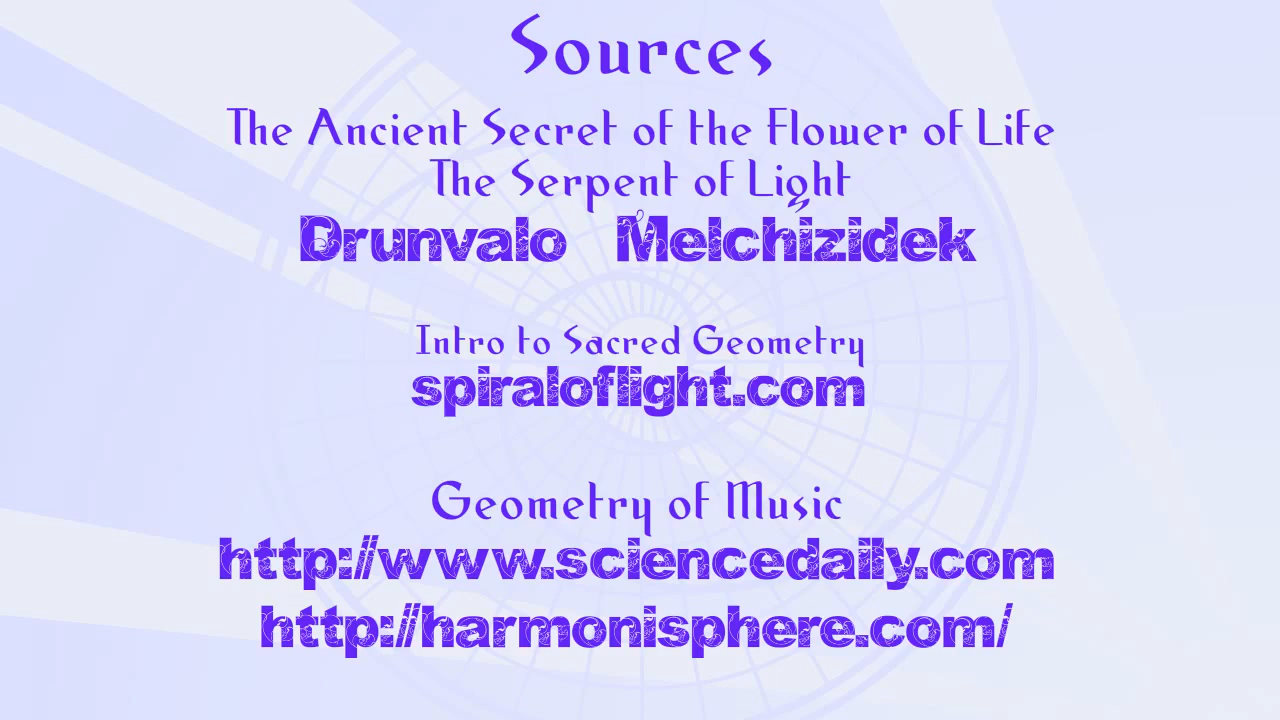 Sources
The Ancient Secret of the Flower of Life
The Serpent of Light
Drunvalo Melchizidek
Intro to Sacred Geometry
spiraloflight.com
Geometry of Music
http://www.sciencedaily.com
http://harmonisphere.com/